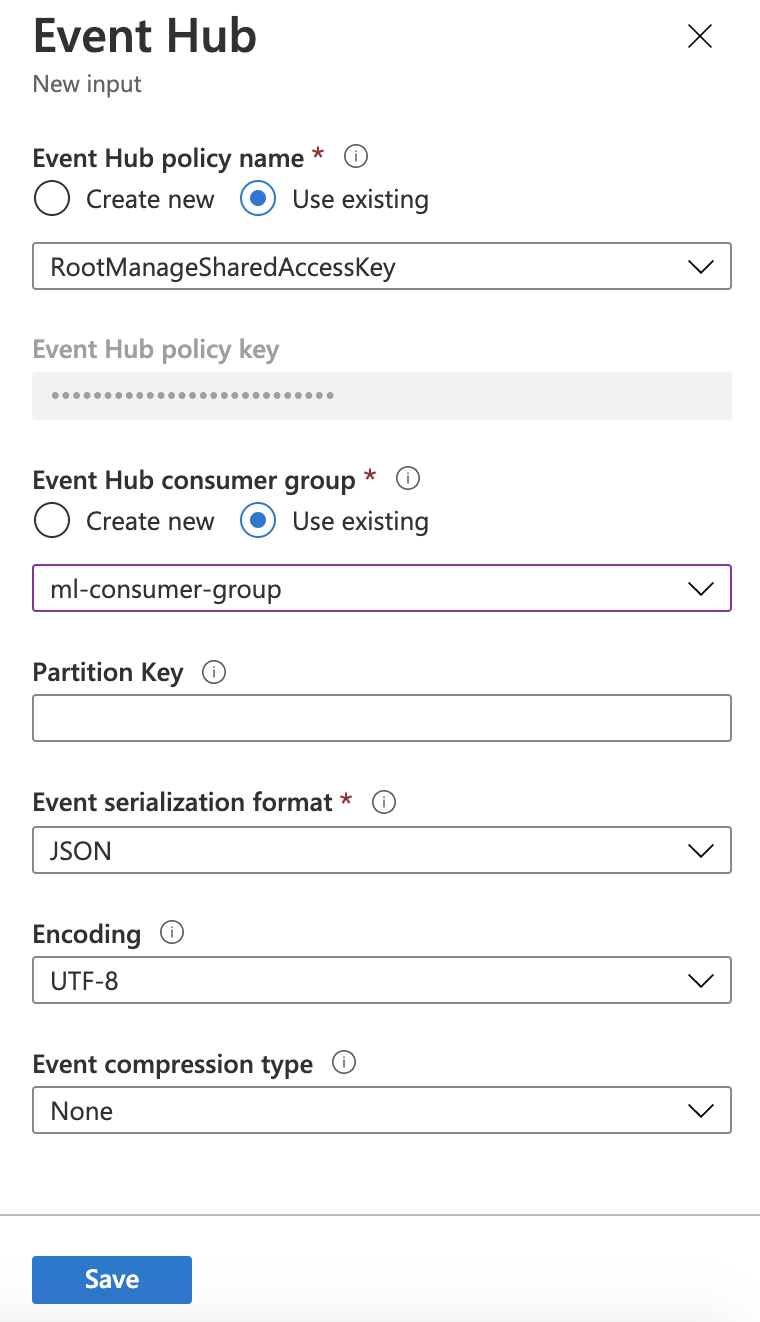 Event Hub
New input
Event Hub policy name *
Create new Use existing
RootManageSharedAccessKey
Event Hub policy key
•••••••••••••••••••••••••••
Event Hub consumer group *
Create new Use existing
ml-consumer-group
Partition Key
Event serialization format *
JSON
Encoding
UTF-8
Event compression type
None
Save